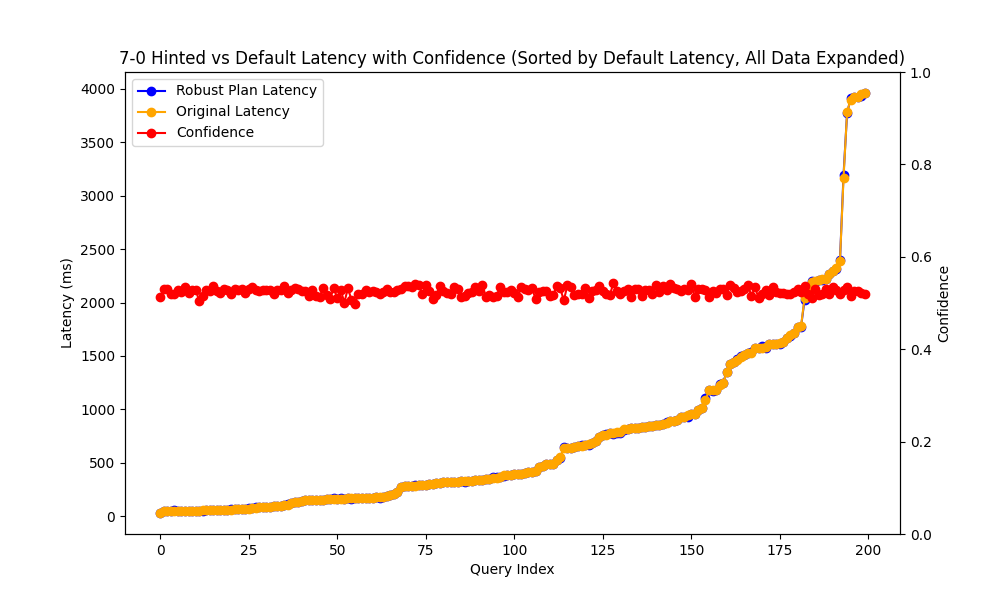 7-0 Hinted vs Default Latency with Confidence (Sorted by Default Latency, All Data Expanded)
Robust Plan Latency
Original Latency
Confidence
Latency (ms)
4000
3500
3000
2500
2000
1500
1000
500
0
1.0
0.8
0.6
0.4
0.2
0.0
Confidence
0 25 50 75 100 125 150 175 200
Query Index